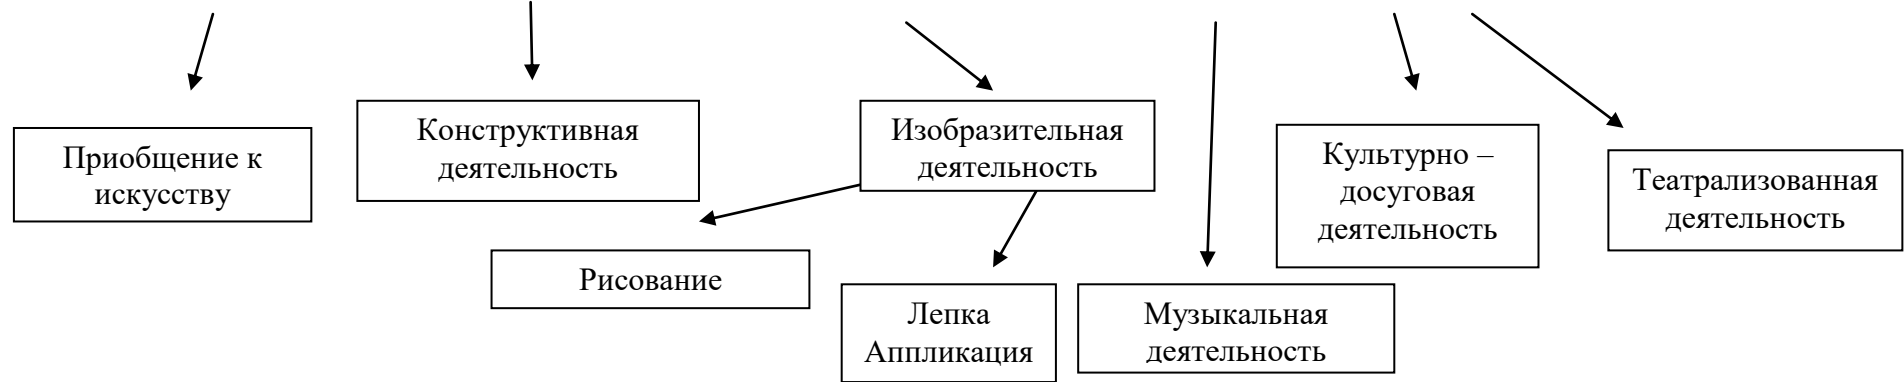 Приобщение к
искусству
Конструктивная
деятельность
Изобразительная
деятельность
Культурно –
досуговая
деятельность
Театрализованная
деятельность
Рисование
Лепка
Аппликация
Музыкальная
деятельность